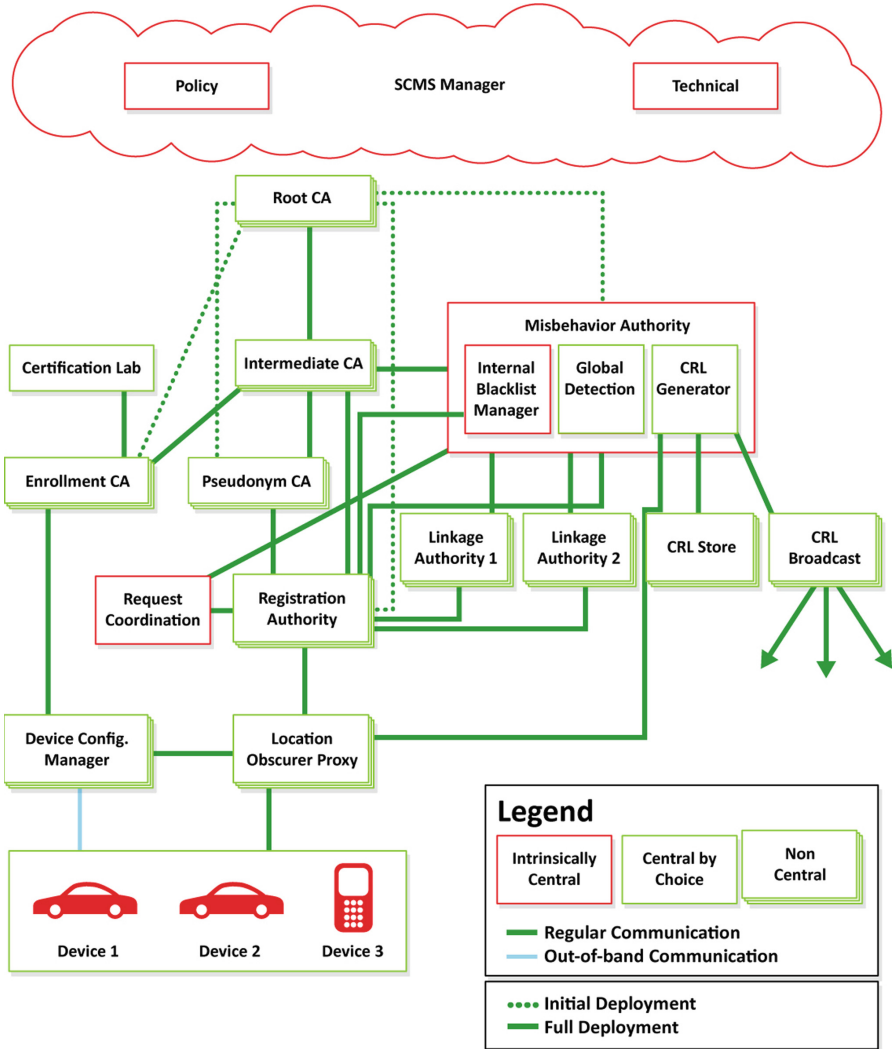 Policy
SCMS Manager
Technical
Root CA
Misbehavior Authority
Certification Lab
Intermediate CA
Internal
Blacklist
Manager
Global
Detection
CRL
Generator
Enrollment CA
Pseudonym CA
Linkage
Authority 1
Linkage
Authority 2
CRL Store
CRL
Broadcast
Request
Coordination
Registration
Authority
Device Config.
Manager
Location
Obscurer Proxy
Device 1
Device 2
Device 3
Legend
Intrinsically
Central
Central by
Choice
Non
Central
Regular Communication
Out-of-band Communication
Initial Deployment
Full Deployment